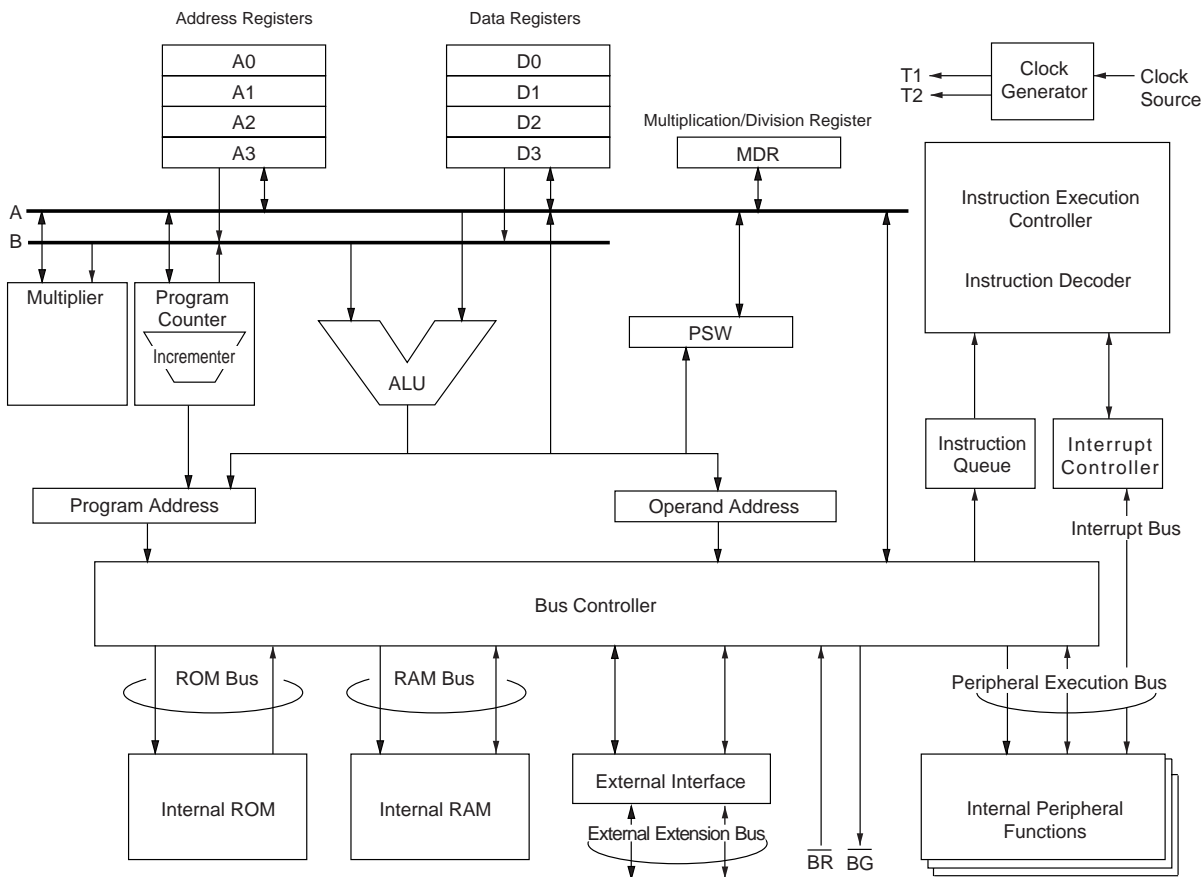 Address Registers
Data Registers
A0
A1
A2
A3
D0
D1
D2
D3
Multiplication/Division Register
MDR
T1
T2
Clock
Generator
Clock
Source
A
B
Instruction Execution
Controller
Instruction Decoder
Multiplier
Program
Counter
Incrementer
ALU
PSW
Instruction
Queue
Interrupt
Controller
Program Address
Operand Address
Interrupt Bus
Bus Controller
ROM Bus
RAM Bus
Peripheral Execution Bus
Internal ROM
Internal RAM
External Interface
External Extension Bus
BR
BG
Internal Peripheral
Functions